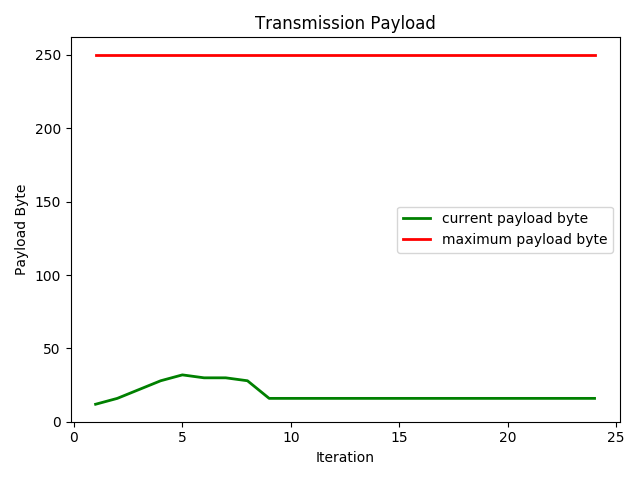 Transmission Payload
250
200
150
100
50
0
Payload Byte
current payload byte
maximum payload byte
0 5 10 15 20 25
Iteration